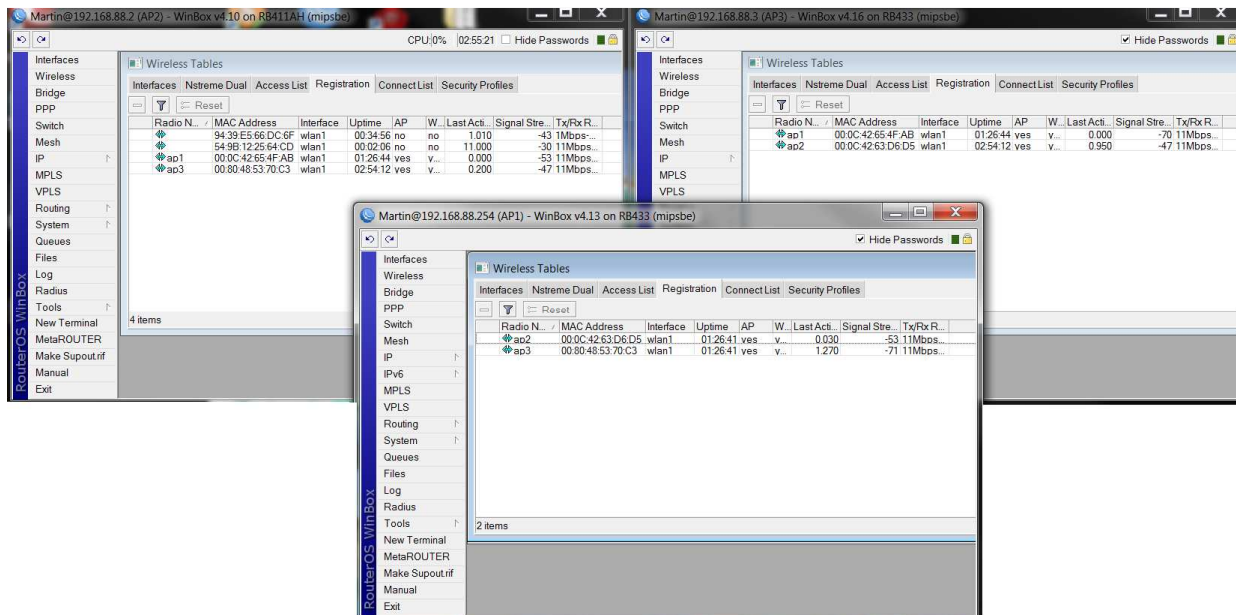 Martin@192.168.88.2 (AP2) - WinBox v4.10 on RB411AH (mipsbe)
CPU:0% 02:55:21 Hide Passwords
Interfaces
Wireless
Bridge
PPP
Switch
Mesh
IP
MPLS
VPLS
Routing
System
Queues
Files
Log
Radius
Tools
New Terminal
MetaROUTER
Make Supout.rif
Manual
Exit
RouterOS WinBox
Wireless Tables
Interfaces Nstreme Dual Access List Registration Connect List Security Profiles
Reset
Radio N... / MAC Address Interface Uptime AP W... Last Acti... Signal Stre... Tx/Rx R...
94:39:E5:66:DC:6F wlan1 00:34:56 no no 1.010 -43 1Mbps-...
54:9B:12:25:64:CD wlan1 00:02:06 no no 11.000 -30 11Mbps...
ap1 00:0C:42:65:4F:AB wlan1 01:26:44 yes y... 0.000 -53 11Mbps...
ap3 00:80:48:53:70:C3 wlan1 02:54:12 yes y... 0.200 -47 11Mbps...
4 items
Martin@192.168.88.3 (AP3) - WinBox v4.16 on RB433 (mipsbe)
Hide Passwords
Interfaces
Wireless
Bridge
PPP
Switch
Mesh
IP
MPLS
VPLS
Wireless Tables
Interfaces Nstreme Dual Access List Registration Connect List Security Profiles
Reset
Radio N... / MAC Address Interface Uptime AP W... Last Acti... Signal Stre... Tx/Rx R...
ap1 00:0C:42:65:4F:AB wlan1 01:26:44 yes y... 0.000 -70 11Mbps...
ap2 00:0C:42:63:D6:D5 wlan1 02:54:12 yes y... 0.950 -47 11Mbps...
Martin@192.168.88.254 (AP1) - WinBox v4.13 on RB433 (mipsbe)
Hide Passwords
Interfaces
Wireless
Bridge
PPP
Switch
Mesh
IP
IPv6
MPLS
VPLS
Routing
System
Queues
Files
Log
Radius
Tools
New Terminal
MetaROUTER
Make Supout.rif
Manual
Exit
RouterOS WinBox
Wireless Tables
Interfaces Nstreme Dual Access List Registration Connect List Security Profiles
Reset
Radio N... / MAC Address Interface Uptime AP W... Last Acti... Signal Stre... Tx/Rx R...
ap2 00:0C:42:63:D6:D5 wlan1 01:26:41 yes y... 0.030 -53 11Mbps...
ap3 00:80:48:53:70:C3 wlan1 01:26:41 yes y... 1.270 -71 11Mbps...
2 items